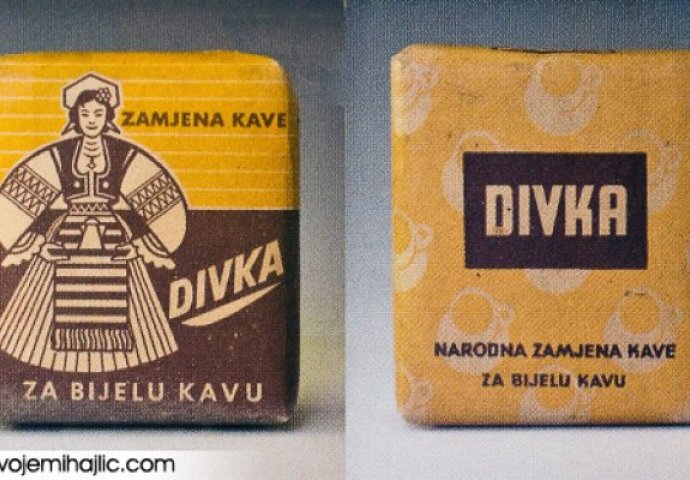 ZAMJENA KAVE
DIVKA
ZA BIJELU KAVU
DIVKA
NARODNA ZAMJENA KAVE
ZA BIJELU KAVU
vojemihajlic.com